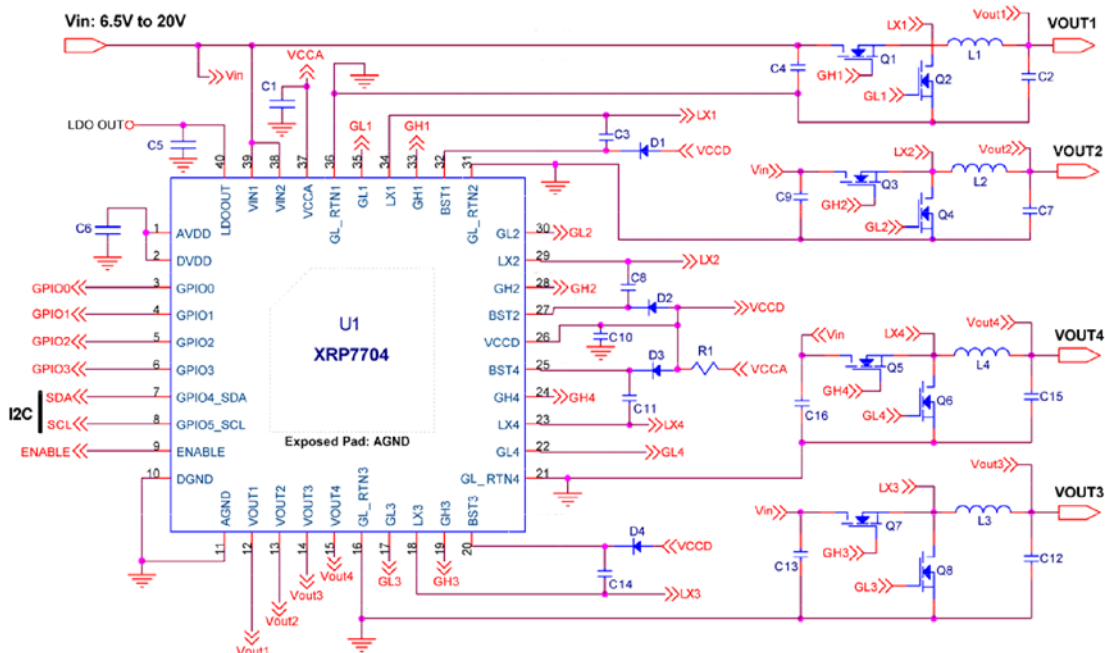 Vin: 6.5V to 20V
Vin
VCCA
C1
LDO OUT
C5
GL1
GH1
LX1
C3
D1
VCCD
C4
Q1
GH1
LX1
Q2
GL1
L1
Vout1
VOUT1
C2
40
39
38
37
36
35
34
33
32
31
LDOOUT
VIN1
VIN2
VCCA
GL_RTN1
GL1
LX1
GH1
BST1
GL_RTN2
Vin
C9
Q3
GH2
LX2
Q4
GL2
L2
Vout2
VOUT2
C7
C6
1
AVDD
2
DVDD
GPIO0
3
GPIO0
GPIO1
4
GPIO1
GPIO2
5
GPIO2
GPIO3
6
GPIO3
I2C
SDA
7
GPIO4_SDA
SCL
8
GPIO5_SCL
ENABLE
9
ENABLE
10
DGND
U1
XRP7704
Exposed Pad: AGND
GL2
30
GL2
LX2
29
LX2
C8
GH2
28
GH2
D2
BST2
27
VCCD
VCCD
26
C10
D3
R1
VCCA
BST4
25
GH4
24
GH4
C11
LX4
23
LX4
GL4
22
GL4
GL_RTN4
21
Vin
C16
Q5
GH4
LX4
Q6
GL4
L4
Vout4
VOUT4
C15
AGND
VOUT1
VOUT2
VOUT3
VOUT4
GL_RTN3
GL3
LX3
GH3
BST3
11
12
13
14
15
16
17
18
19
20
Vout1
Vout2
Vout3
Vout4
GL3
GH3
D4
VCCD
C14
LX3
Vin
C13
Q7
GH3
LX3
Q8
GL3
L3
Vout3
VOUT3
C12